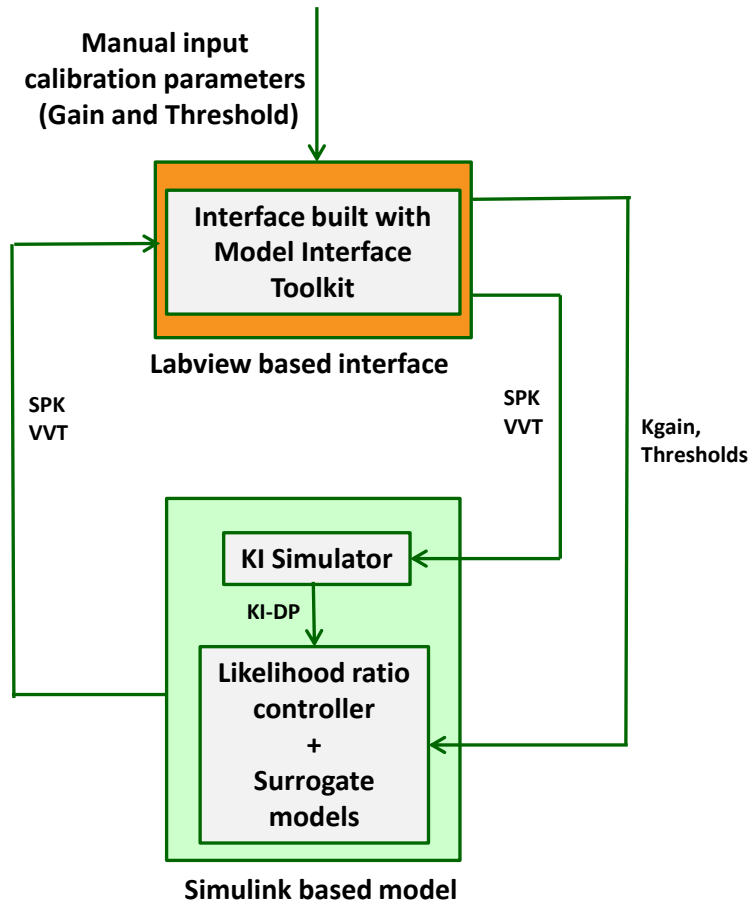 Manual input
calibration parameters
(Gain and Threshold)
Interface built with
Model Interface
Toolkit
Labview based interface
SPK
VVT
SPK
VVT
Kgain,
Thresholds
KI Simulator
KI-DP
Likelihood ratio
controller
+
Surrogate
models
Simulink based model